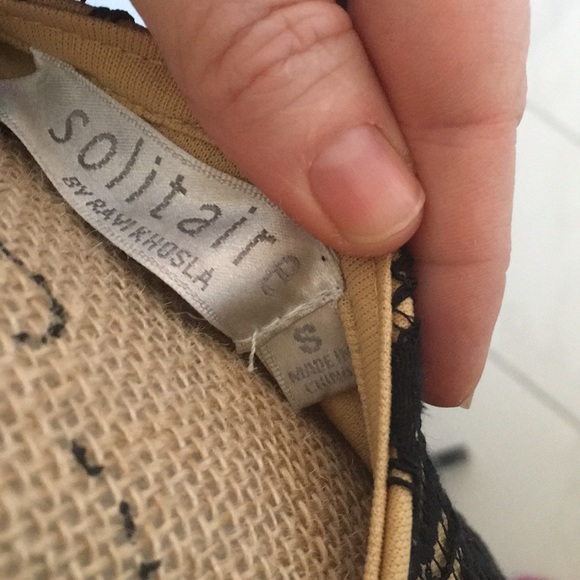 solitaire
BY RAVI KHOSLA
S
MADE IN
CHINA